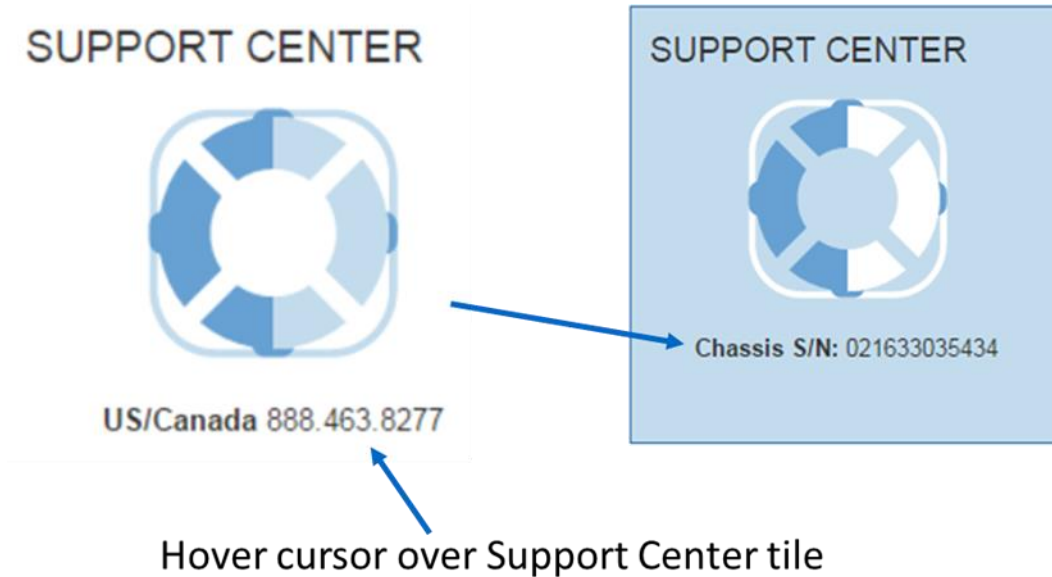 SUPPORT CENTER
US/Canada 888.463.8277
SUPPORT CENTER
Chassis S/N: 021633035434
Hover cursor over Support Center tile